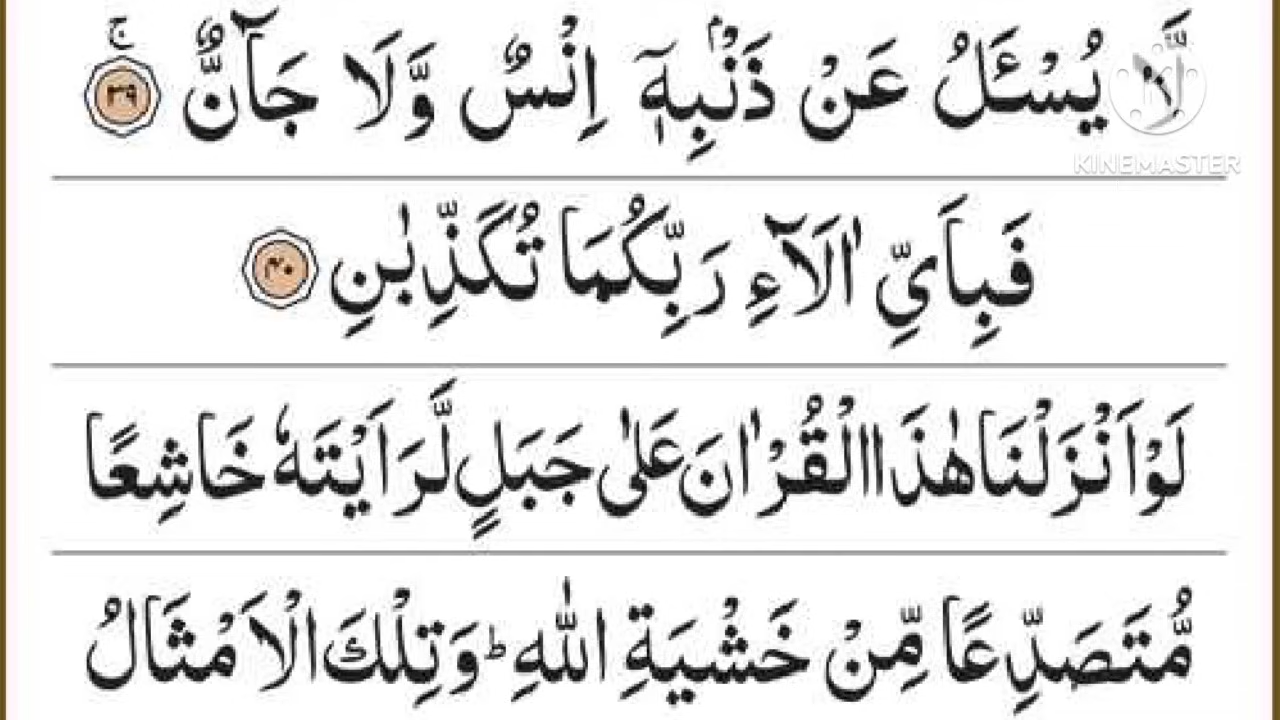 لَّا يُسْـَٔلُ عَنْ ذَنْۢبِهٖۤ اِنْسٌ وَّلَا جَآنٌّ ۚ ﴿۳۹﴾
KINEMASTER
فَبِاَیِّ اٰلَآءِ رَبِّكُمَا تُكَذِّبٰنِ ﴿۴۰﴾
لَوْ اَنْزَلْنَا هٰذَا الْقُرْاٰنَ عَلٰی جَبَلٍ لَّرَاَیْتَهٗ خَاشِعًا
مُّتَصَدِّعًا مِّنْ خَشْیَةِ اللّٰهِ ؕ وَتِلْكَ الْاَمْثَالُ